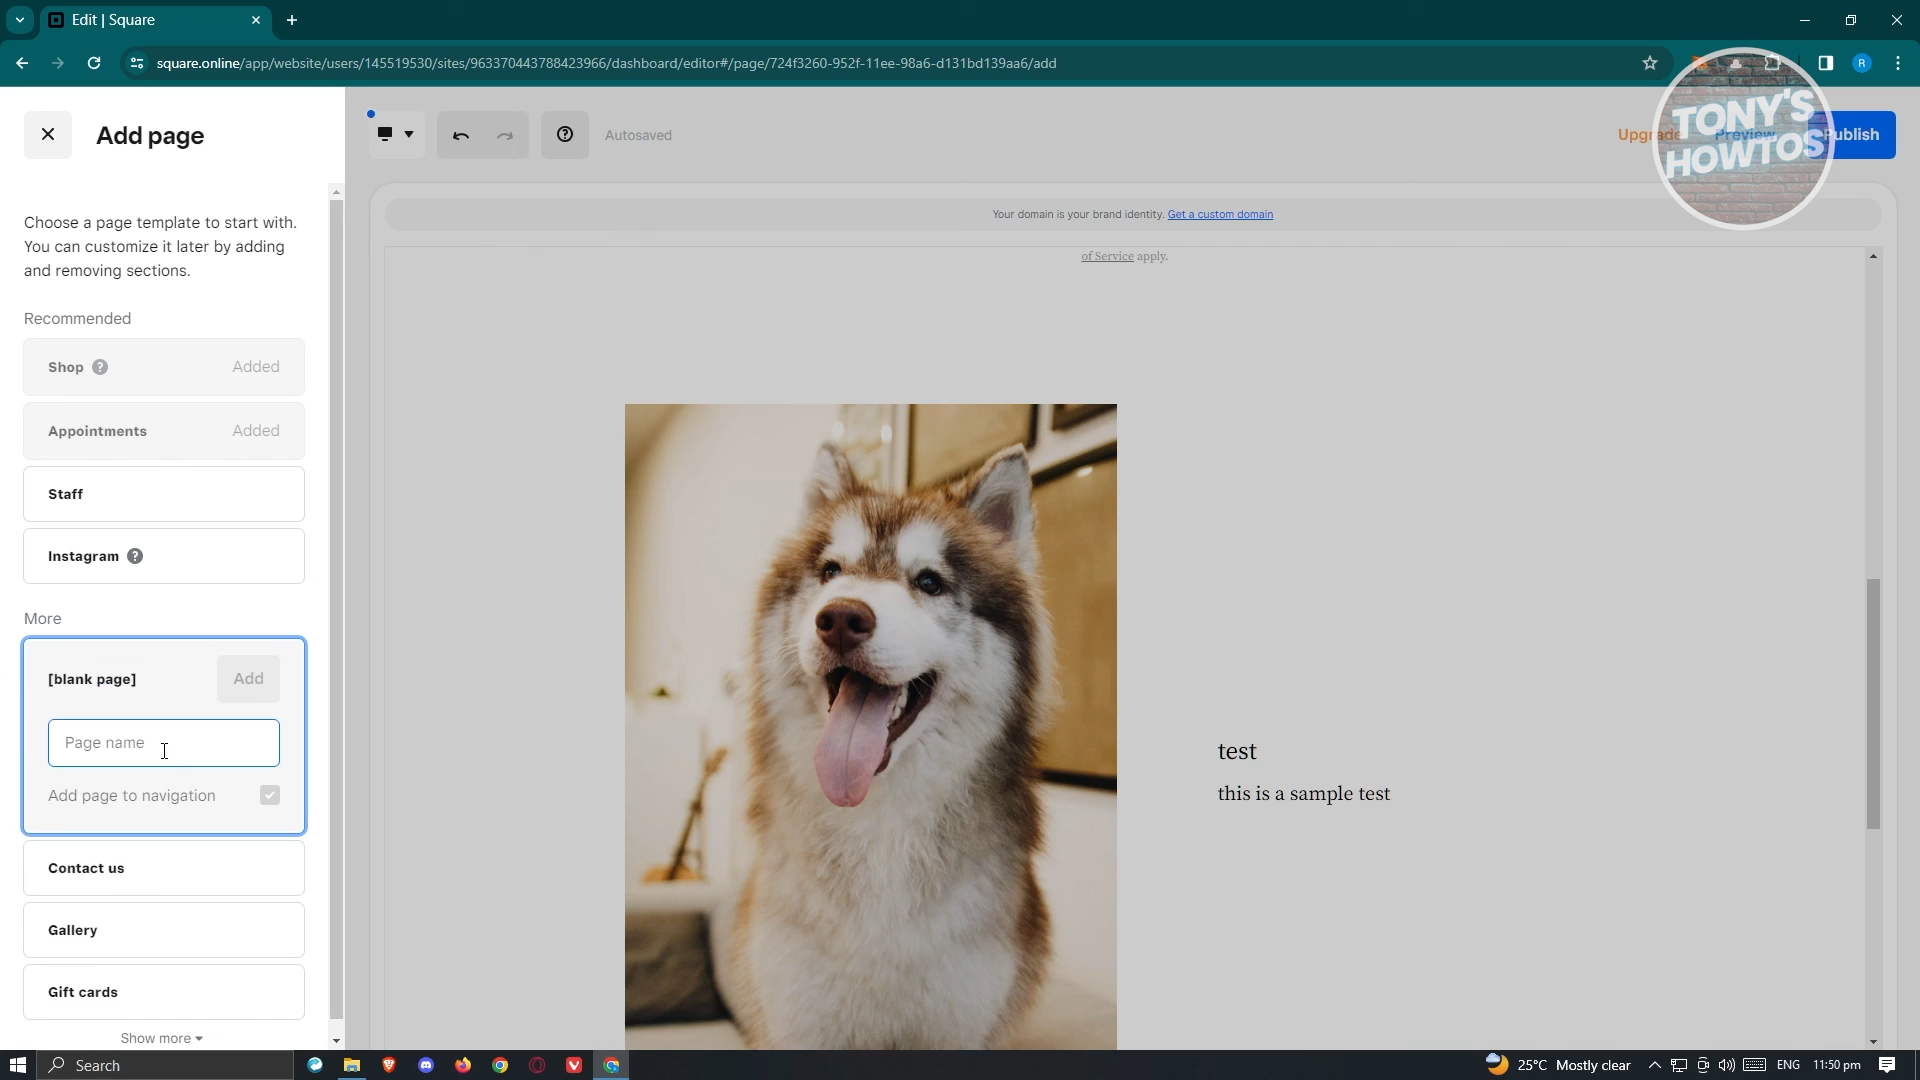 Edit | Square
square.online/app/website/users/145519530/sites/963370443788423966/dashboard/editor#/page/724f3260-952f-11ee-98a6-d131bd139aa6/add
R
TONY'S
HOWTOS
Add page
Autosaved
Upgrade
Preview
Publish
Choose a page template to start with.
You can customize it later by adding
and removing sections.
Your domain is your brand identity. Get a custom domain
of Service apply.
Recommended
Shop ? Added
Appointments Added
Staff
Instagram ?
More
[blank page] Add
Page name
Add page to navigation
Contact us
Gallery
Gift cards
Show more
test
this is a sample test
Search
25°C Mostly clear
ENG
11:50 pm